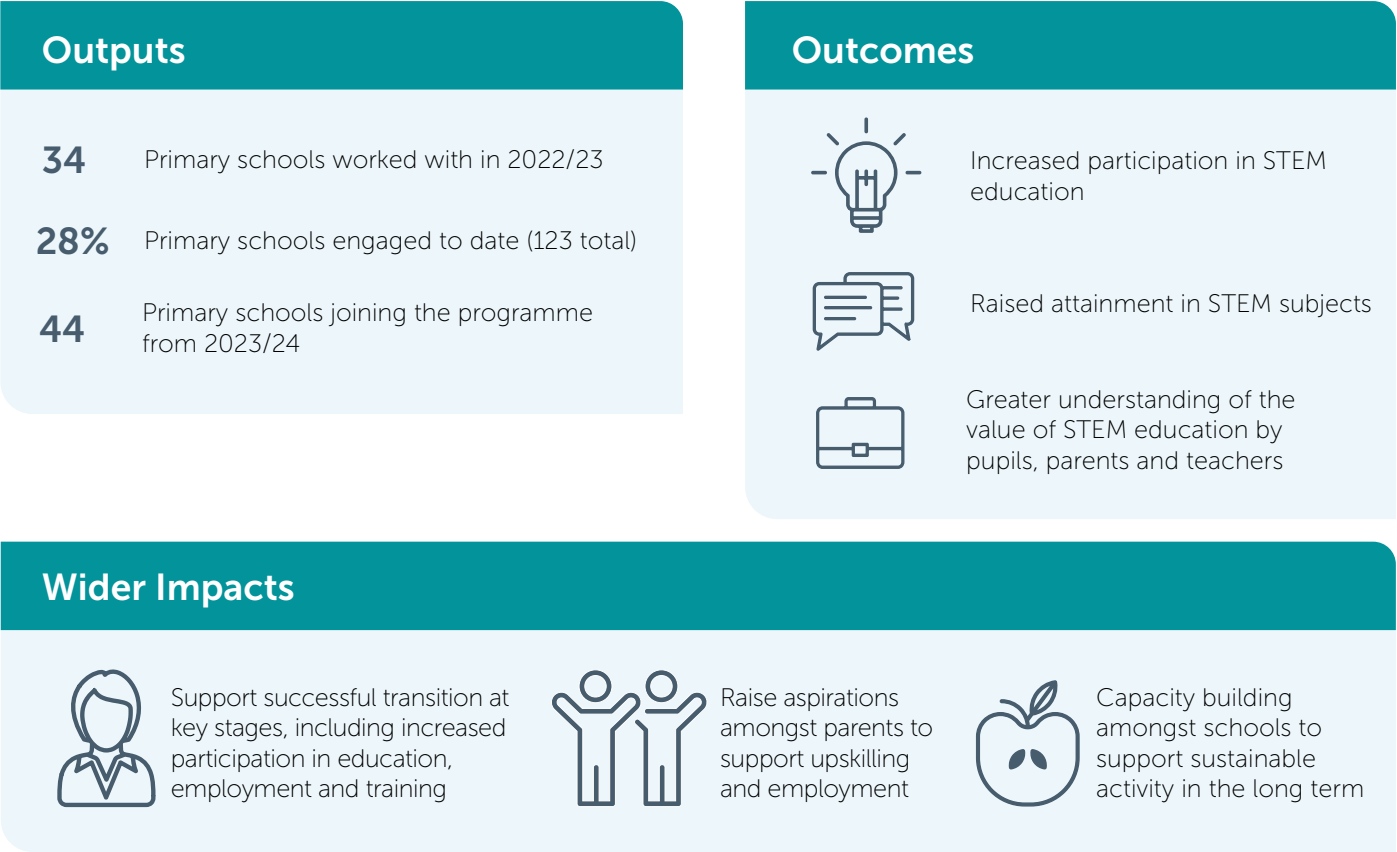 Outputs
34 Primary schools worked with in 2022/23
28% Primary schools engaged to date (123 total)
44 Primary schools joining the programme
from 2023/24
Outcomes
Increased participation in STEM
education
Raised attainment in STEM subjects
Greater understanding of the
value of STEM education by
pupils, parents and teachers
Wider Impacts
Support successful transition at
key stages, including increased
participation in education,
employment and training
Raise aspirations
amongst parents to
support upskilling
and employment
Capacity building
amongst schools to
support sustainable
activity in the long term